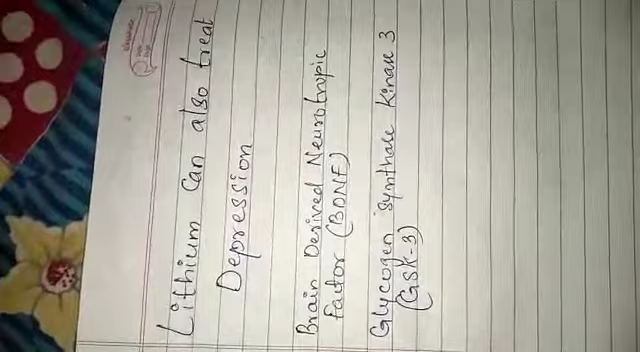 Lithium can also treat
Depression
Brain Derived Neurotropic
Factor (BDNF)
Glycogen synthase Kinase 3
(GSK-3)